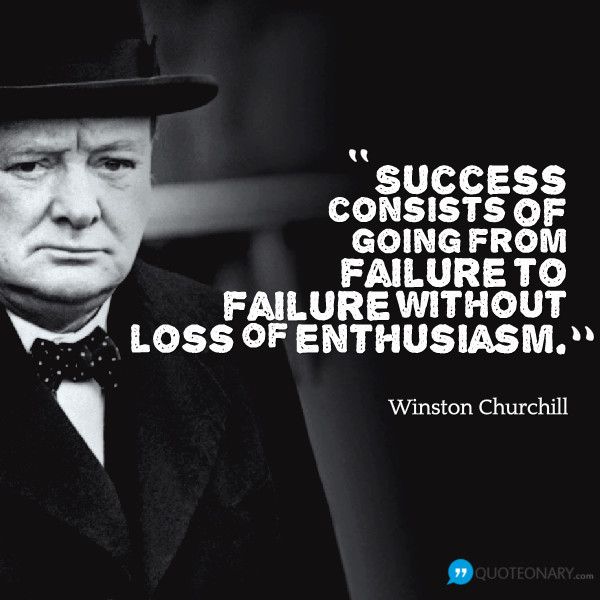 “ SUCCESS
CONSISTS OF
GOING FROM
FAILURE TO
FAILURE WITHOUT
LOSS OF ENTHUSIASM.”
Winston Churchill
QUOTEONARY.com